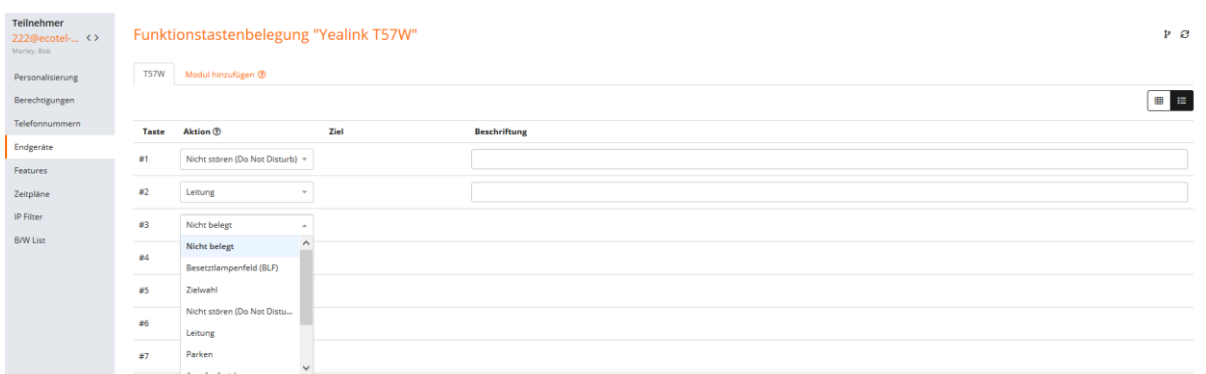 Teilnehmer
222@ecotel-... <>
Marley, Bob
Personalisierung
Berechtigungen
Telefonnummern
Endgeräte
Features
Zeitpläne
IP Filter
B/W List
Funktionstastenbelegung "Yealink T57W"
T57W Modul hinzufügen
Taste Aktion Ziel Beschriftung
#1 Nicht stören (Do Not Disturb)
#2 Leitung
#3 Nicht belegt
Nicht belegt
#4
Besetztlampenfeld (BLF)
#5 Zielwahl
Nicht stören (Do Not Distu...
#6
Leitung
#7 Parken